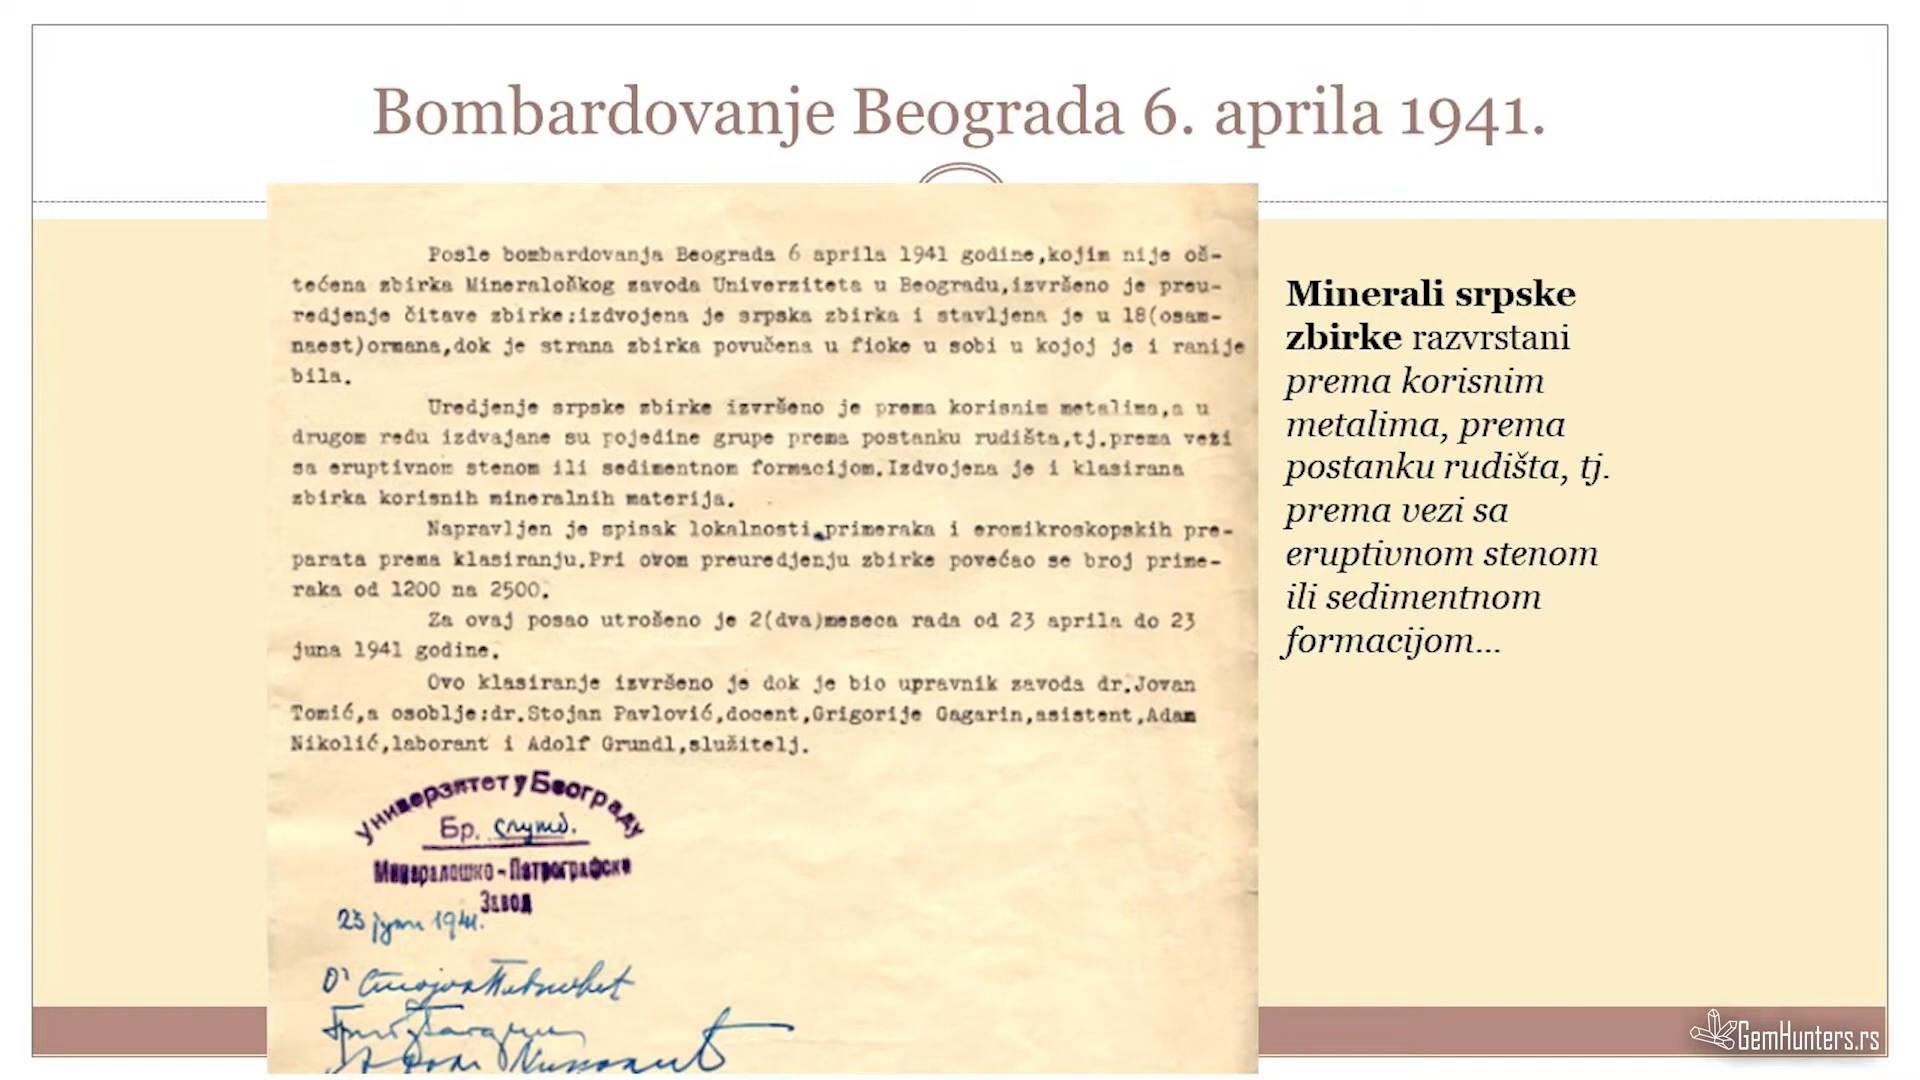 Bombardovanje Beograda 6. aprila 1941.
Posle bombardovanja Beograda 6 aprila 1941 godine,kojim nije oš-
tećena zbirka Mineraloškog zavoda Univerziteta u Beogradu,izvršeno je preu-
redjenje čitave zbirke:izdvojena je srpska zbirka i stavljena je u 18(osam-
naest)ormana,dok je strana zbirka povučena u fioke u sobi u kojoj je i ranije
bila.
Uredjenje srpske zbirke izvršeno je prema korisnim metalima,a u
drugom redu izdvajane su pojedine grupe prema postanku rudišta,tj.prema vezi
sa eruptivnom stenom ili sedimentnom formacijom.Izdvojena je i klasirana
zbirka korisnih mineralnih materija.
Napravljen je spisak lokalnosti,primeraka i oromikroskopskih pre-
parata prema klasiranju.Pri ovom preuredjenju zbirke povećao se broj prime-
raka od 1200 na 2500.
Za ovaj posao utrošeno je 2(dva)meseca rada od 23 aprila do 23
juna 1941 godine.
Ovo klasiranje izvršeno je dok je bio upravnik zavoda dr.Jovan
Tomić,a osoblje:dr.Stojan Pavlović,docent,Grigorije Gagarin,asistent,Adam
Nikolić,laborant i Adolf Grundl,služitelj.
Универзитет у Београду
Бр. служб.
Минералошко-Петрографски
Завод
23 јуни 1941.
Minerali srpske
zbirke razvrstani
prema korisnim
metalima, prema
postanku rudišta, tj.
prema vezi sa
eruptivnom stenom
ili sedimentnom
formacijom...
GemHunters.rs